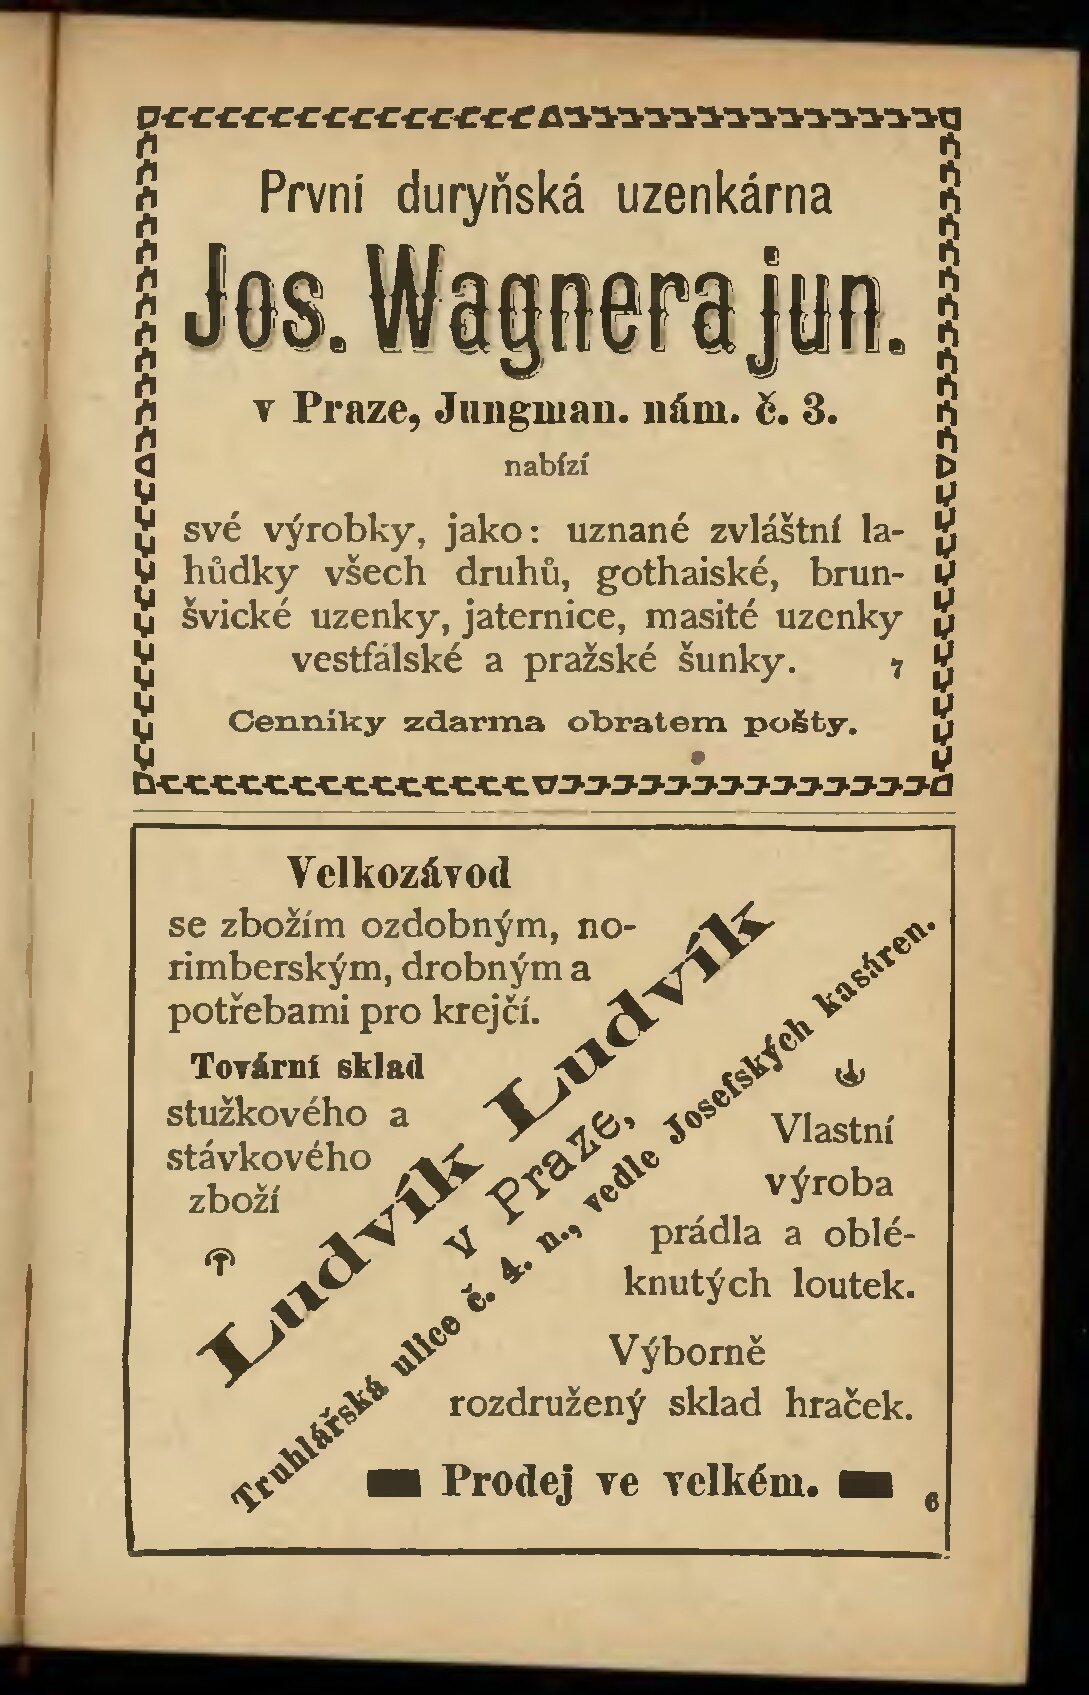 První duryňská uzenkárna
Jos. Wagnera jun.
v Praze, Jungman. nám. č. 3.
nabízí
své výrobky, jako: uznané zvláštní la-
hůdky všech druhů, gothaiské, brun-
švické uzenky, jaternice, masité uzenky
vestfálské a pražské šunky. 7
Cenníky zdarma obratem pošty.
Velkozávod
se zbožím ozdobným, no-
rimberským, drobným a
potřebami pro krejčí.
Tovární sklad
stužkového a
stávkového
zboží
Ludvík Ludvík
v Praze,
Truhlářská ulice č. 4. n., vedle Josefských kasáren.
Vlastní
výroba
prádla a oblé-
knutých loutek.
Výborně
rozdružený sklad hraček.
Prodej ve velkém. 6